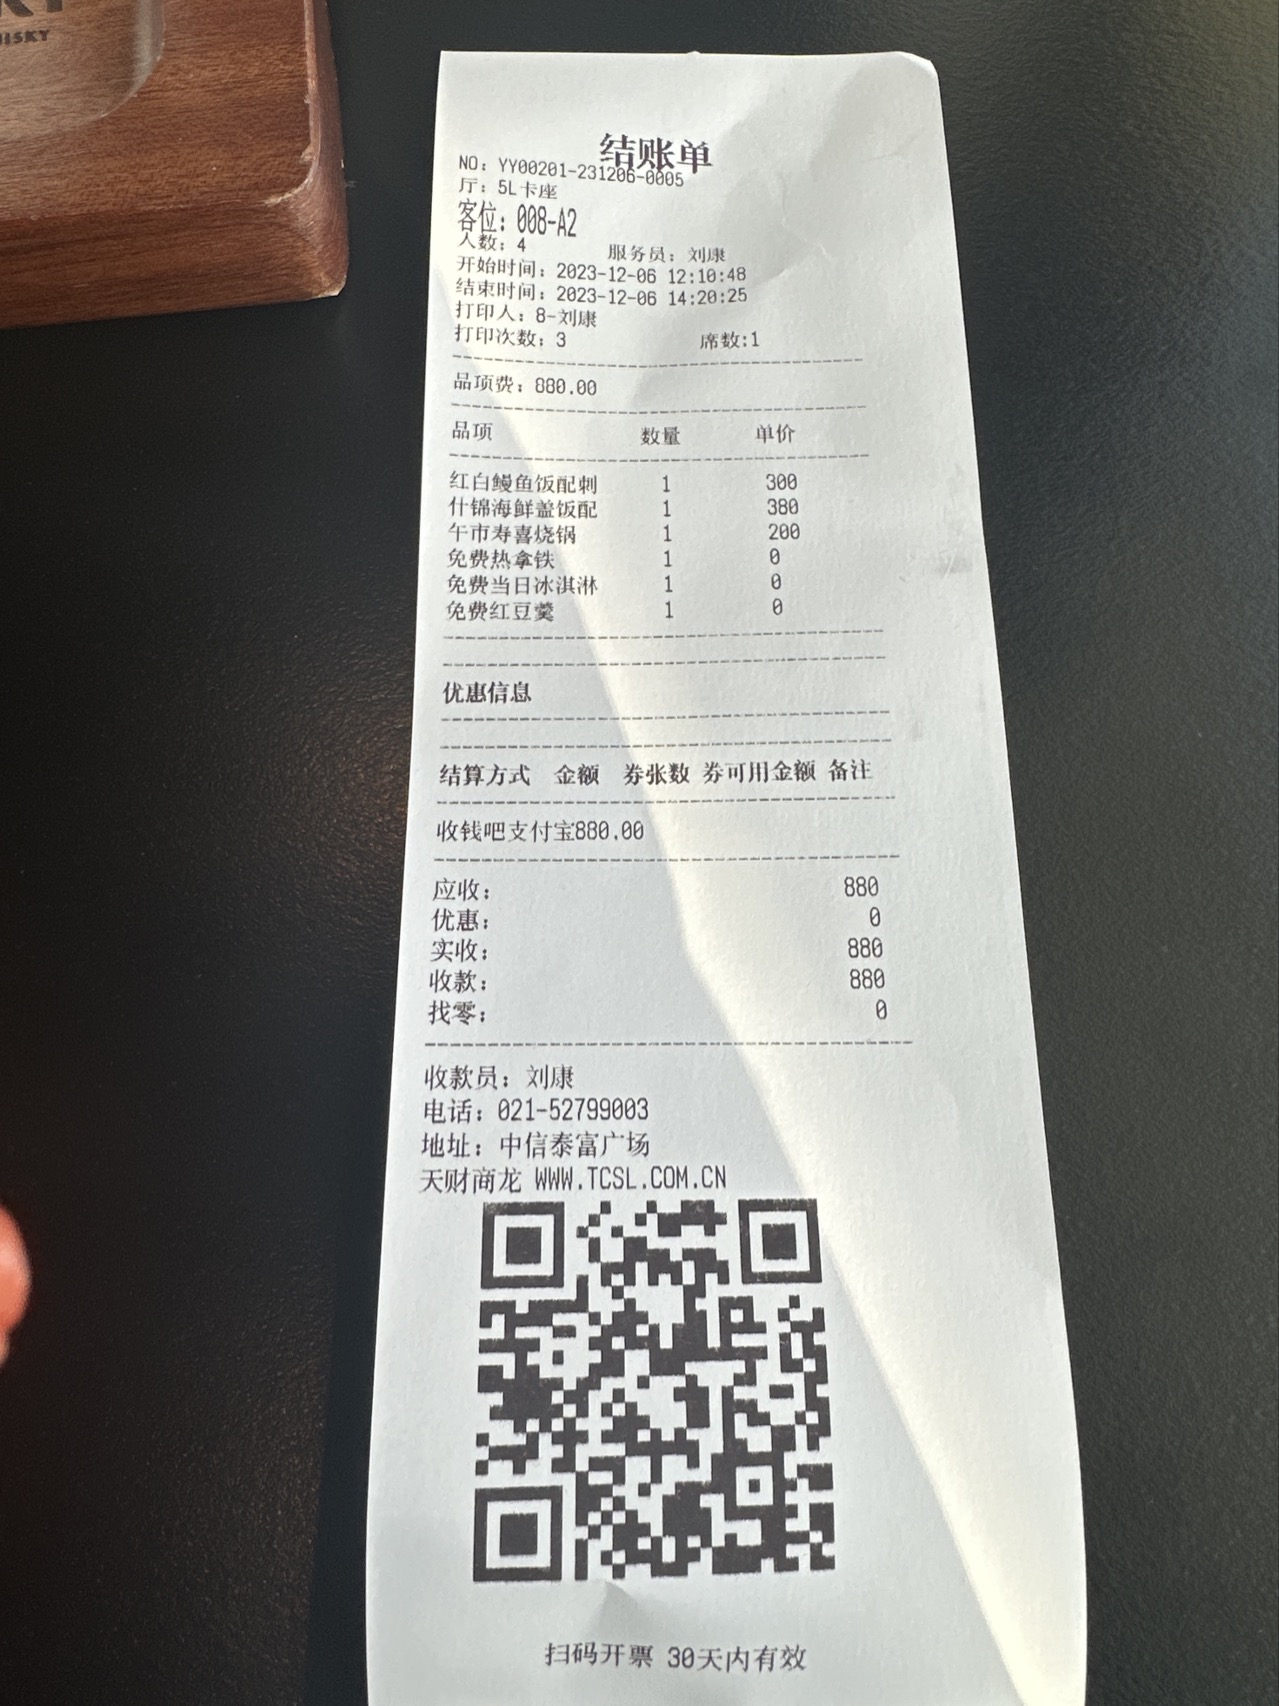 HISKY
结账单
NO: YY00201-231206-0005
厅: 5L卡座
客位: 008-A2
人数: 4 服务员: 刘康
开始时间: 2023-12-06 12:10:48
结束时间: 2023-12-06 14:20:25
打印人: 8-刘康
打印次数: 3 席数:1
品项费: 880.00
品项 数量 单价
红白鳗鱼饭配刺 1 300
什锦海鲜盖饭配 1 380
午市寿喜烧锅 1 200
免费热拿铁 1 0
免费当日冰淇淋 1 0
免费红豆羹 1 0
优惠信息
结算方式 金额 券张数 券可用金额 备注
收钱吧支付宝880.00
应收: 880
优惠: 0
实收: 880
收款: 880
找零: 0
收款员: 刘康
电话: 021-52799003
地址: 中信泰富广场
天财商龙 WWW.TCSL.COM.CN
扫码开票 30天内有效